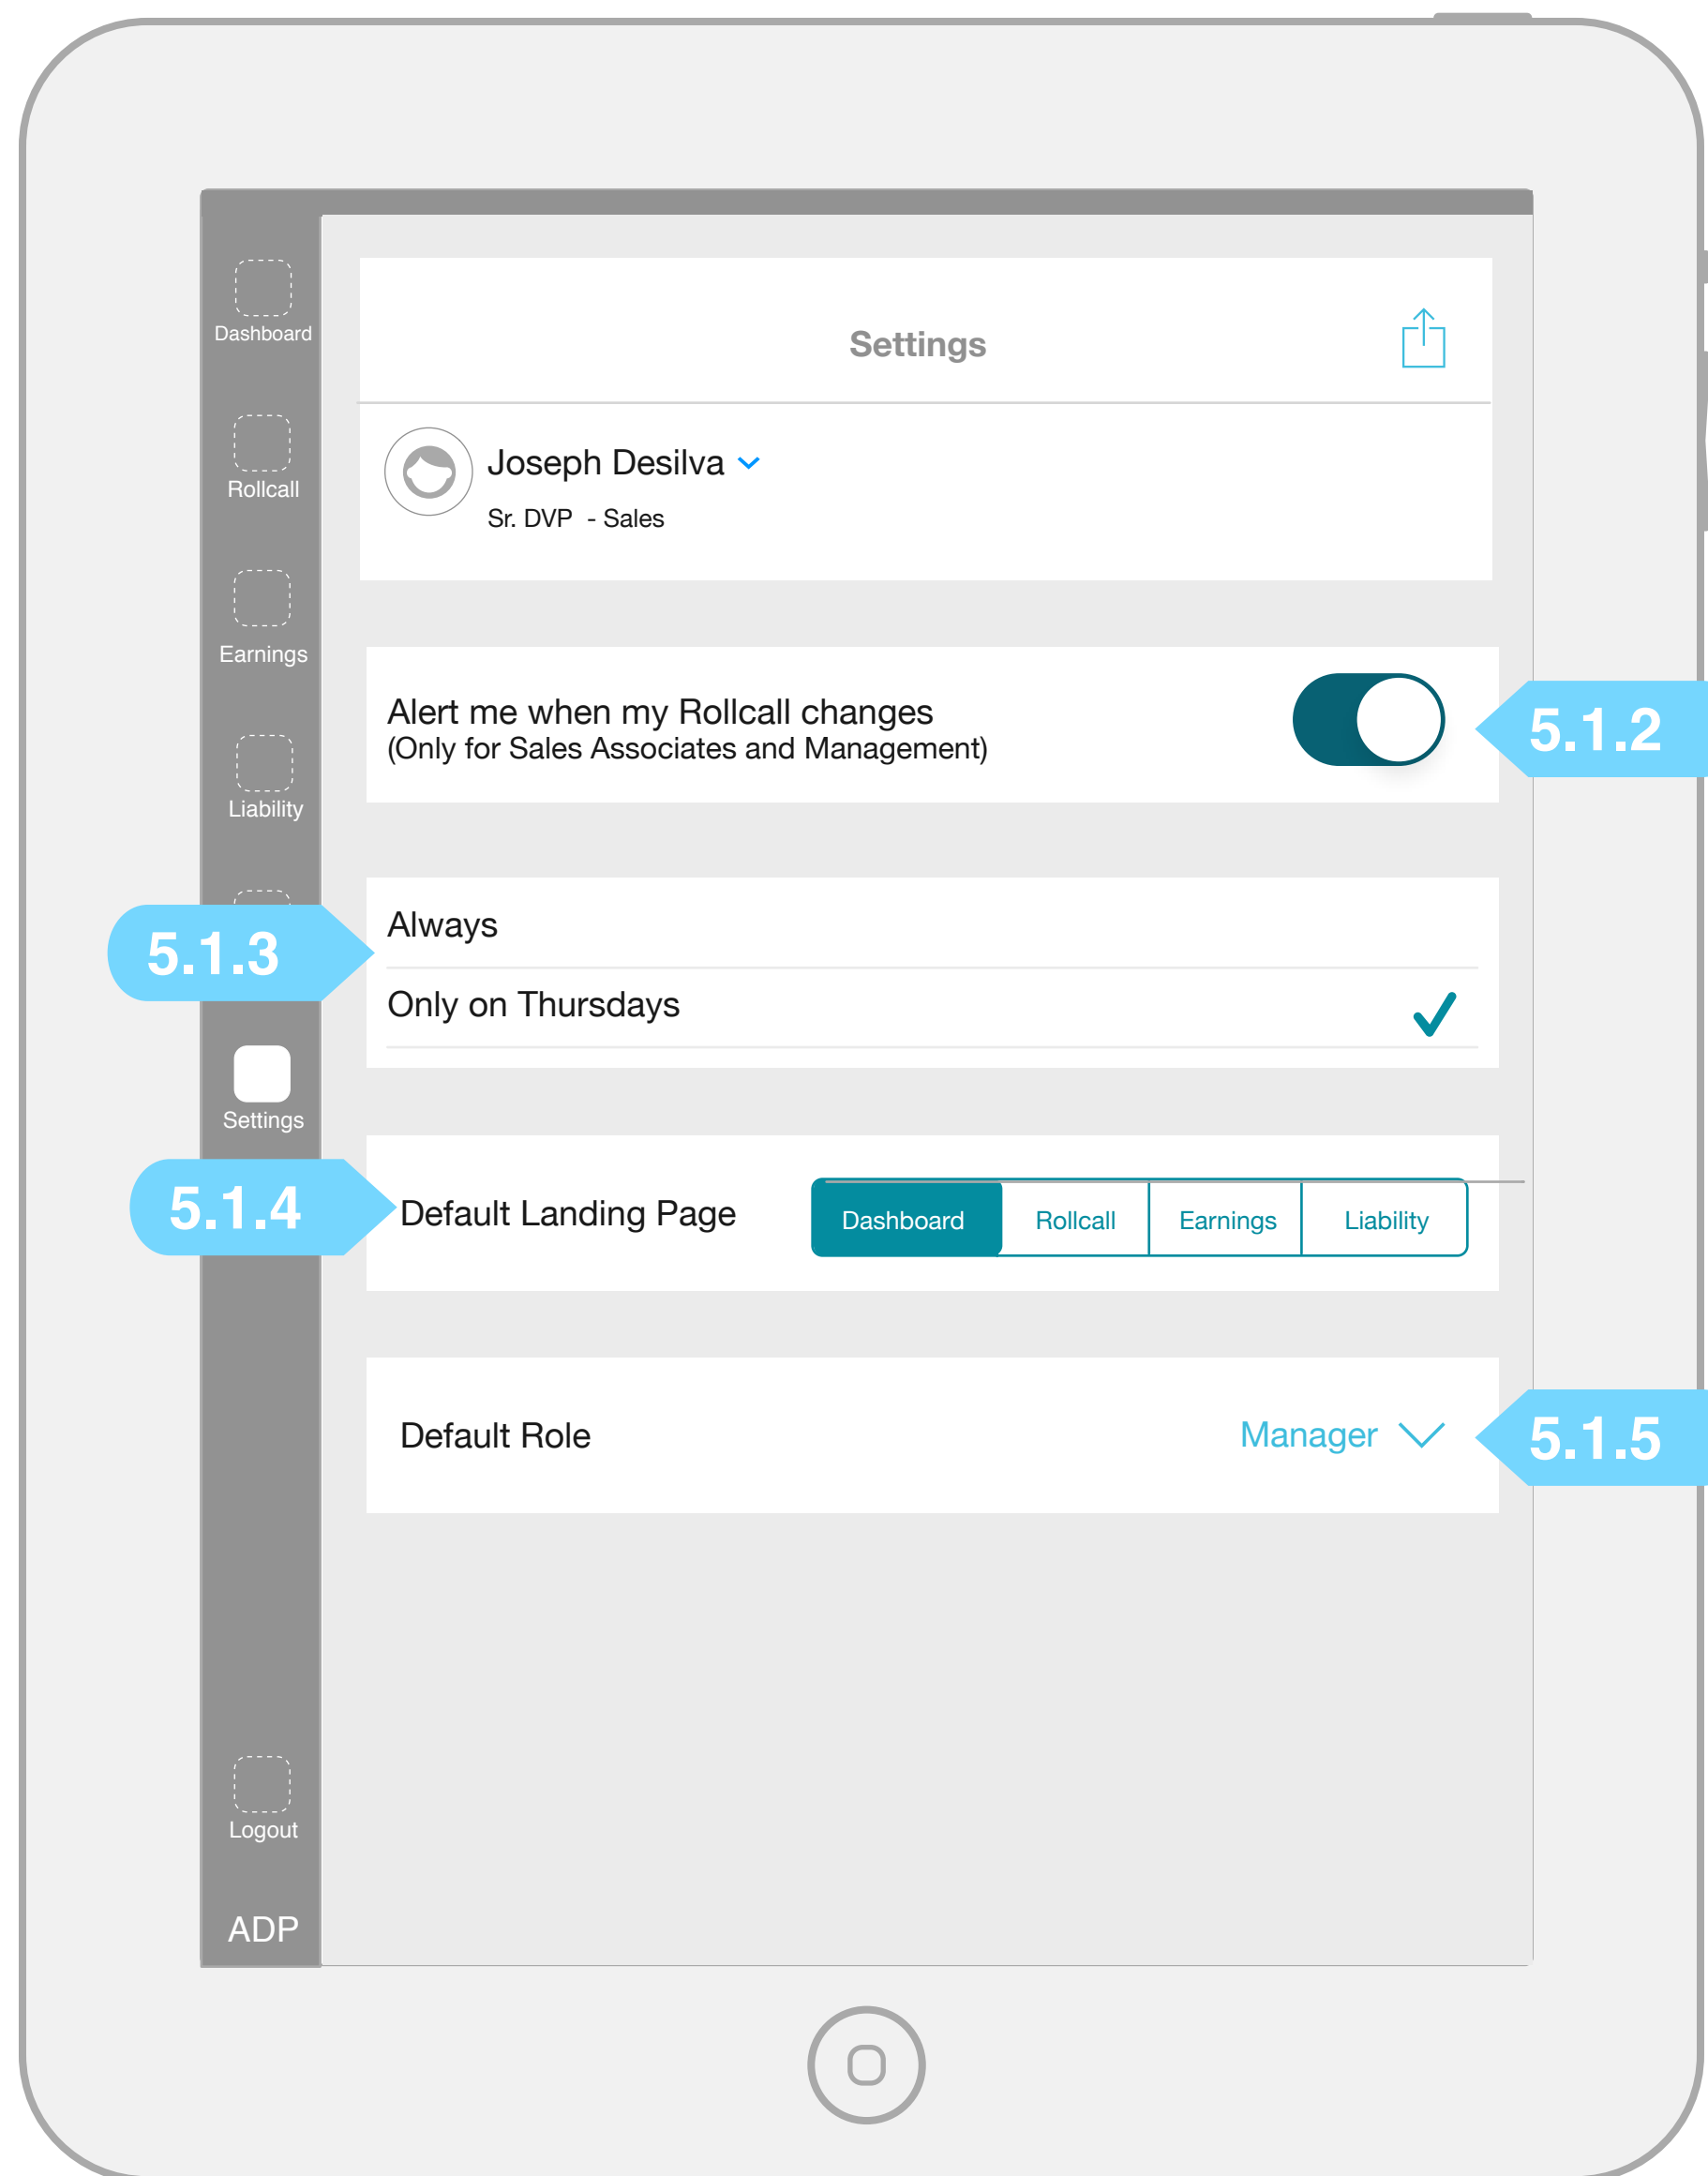 Dashboard
Rollcall
Earnings
Liability
Settings
Logout
ADP
Settings
Joseph Desilva
Sr. DVP - Sales
Alert me when my Rollcall changes
(Only for Sales Associates and Management)
5.1.2
5.1.3
Always
Only on Thursdays
5.1.4
Default Landing Page
Dashboard
Rollcall
Earnings
Liability
Default Role
Manager
5.1.5